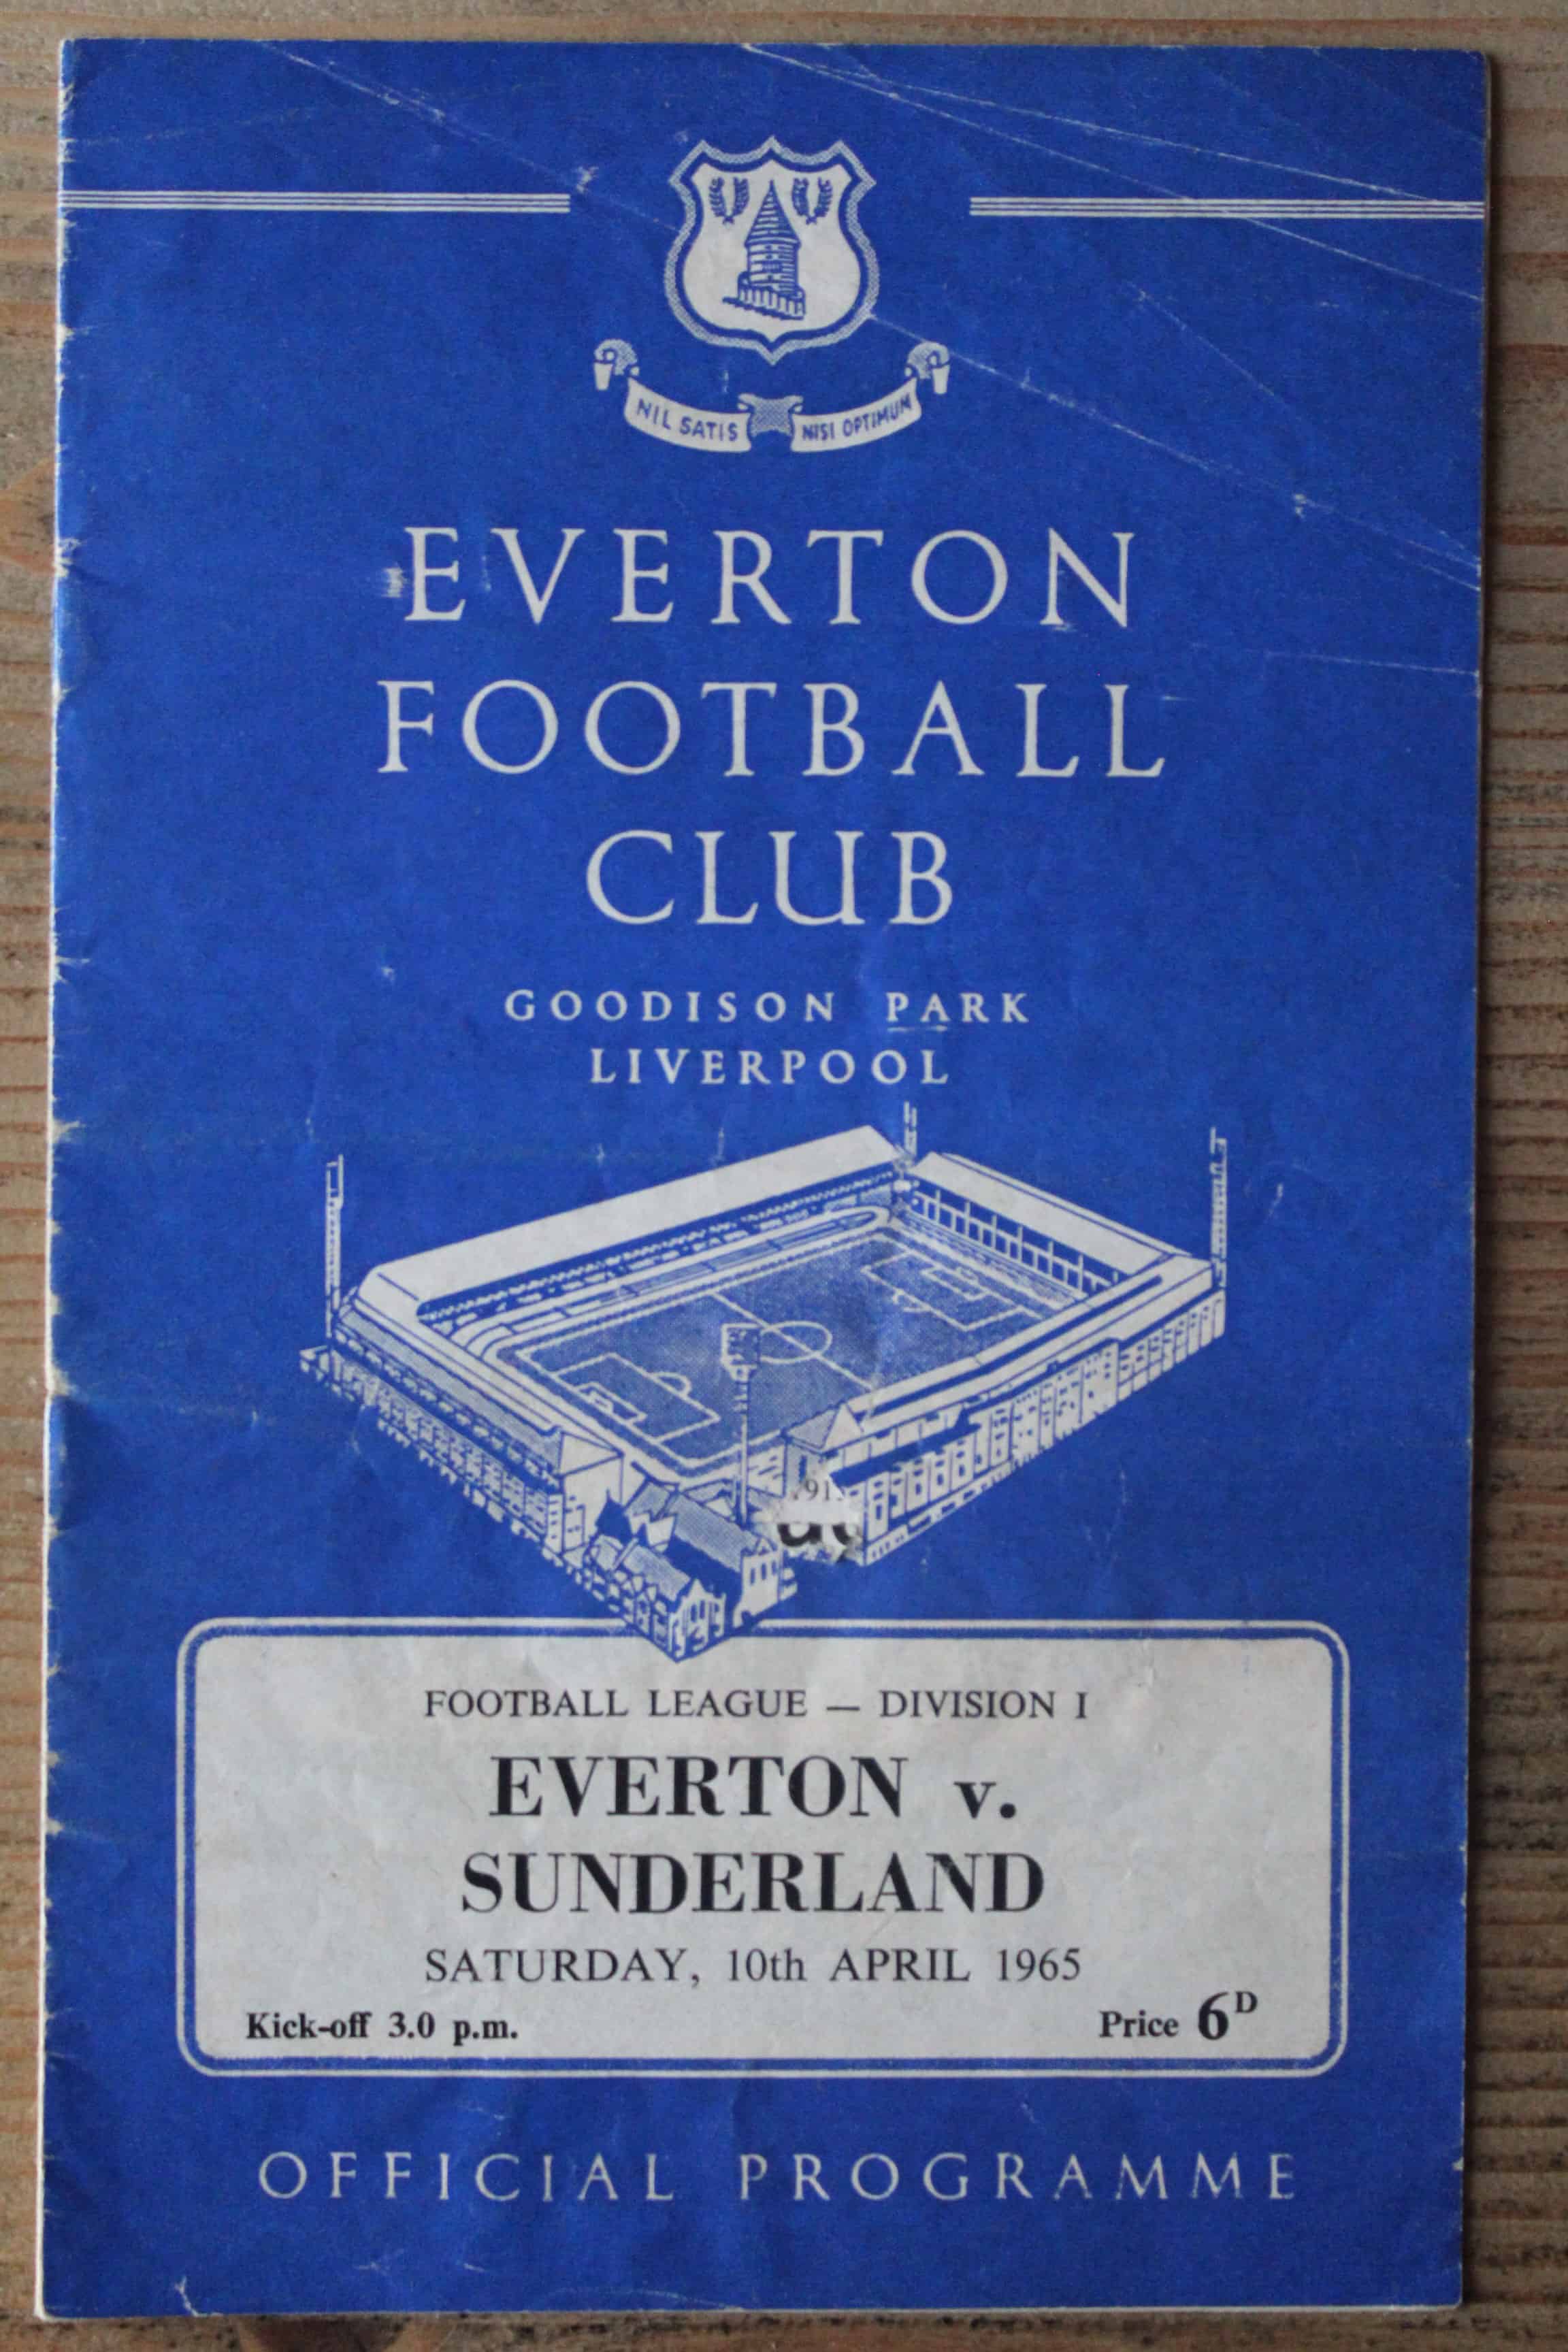 NIL SATIS NISI OPTIMUM
EVERTON
FOOTBALL
CLUB
GOODISON PARK
LIVERPOOL
FOOTBALL LEAGUE — DIVISION I
EVERTON v.
SUNDERLAND
SATURDAY, 10th APRIL 1965
Kick-off 3.0 p.m. Price 6D
OFFICIAL PROGRAMME